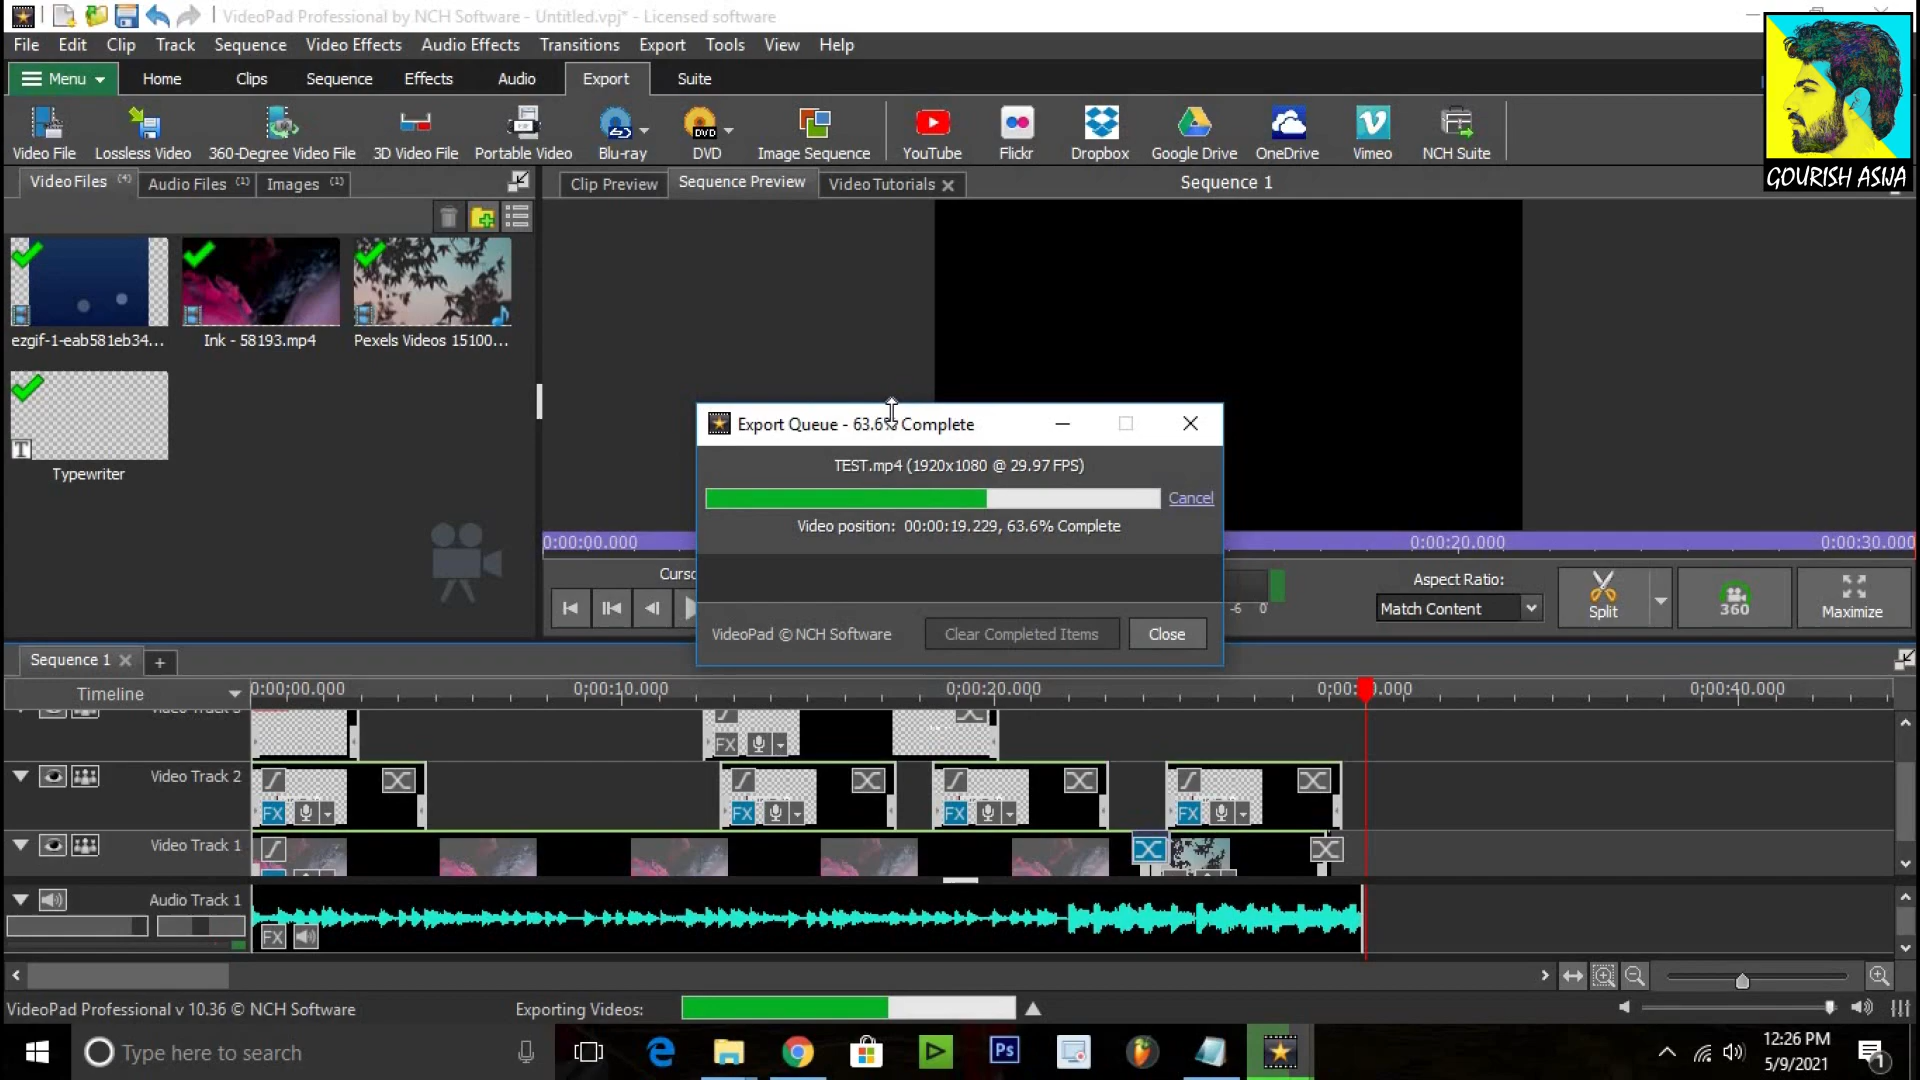 VideoPad Professional by NCH Software - Untitled.vpj* - Licensed software
File Edit Clip Track Sequence Video Effects Audio Effects Transitions Export Tools View Help
Menu Home Clips Sequence Effects Audio Export Suite
Video File Lossless Video 360-Degree Video File 3D Video File Portable Video Blu-ray DVD Image Sequence YouTube Flickr Dropbox Google Drive OneDrive Vimeo NCH Suite
GOURISH ASIJA
Video Files (4) Audio Files (1) Images (1)
Clip Preview Sequence Preview Video Tutorials Sequence 1
ezgif-1-eab581eb34... Ink - 58193.mp4 Pexels Videos 15100...
T
Typewriter
Export Queue - 63.6% Complete
TEST.mp4 (1920x1080 @ 29.97 FPS)
Cancel
Video position: 00:00:19.229, 63.6% Complete
VideoPad © NCH Software Clear Completed Items Close
0:00:00.000 0:00:20.000 0:00:30.000
-6 0
Aspect Ratio:
Match Content
Split 360 Maximize
Sequence 1
Timeline 0:00:00.000 0:00:10.000 0:00:20.000 0:00:40.000
FX
Video Track 2
FX FX FX FX
Video Track 1
Audio Track 1
FX
VideoPad Professional v 10.36 © NCH Software Exporting Videos:
Type here to search
Ps
12:26 PM
5/9/2021
1